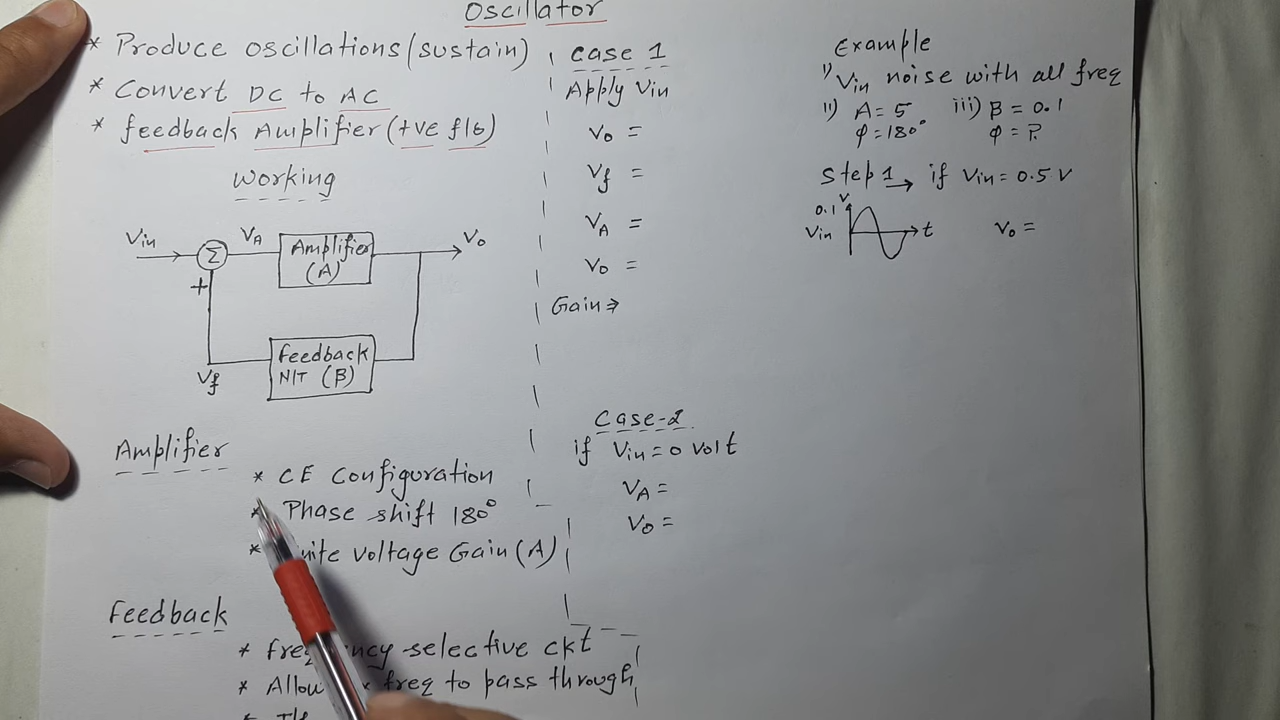 Oscillator
* Produce oscillations (sustain)
* Convert DC to AC
* feedback Amplifier (+ve f/b)
Working
Vin
Σ
VA
Amplifier
(A)
Vo
+
Vf
feedback
N/T (β)
Amplifier
* CE Configuration
* Phase shift 180°
* voltage Gain (A)
Feedback
* selective ckt
* freq to pass through
*
Case 1
Apply Vin
Vo =
Vf =
VA =
Vo =
Gain ⇒
Case-2
if Vin = 0 volt
VA =
Vo =
Example
i) Vin noise with all freq
ii) A = 5 iii) β = 0.1
φ = 180° φ = ?
Step 1 → if Vin = 0.5 V
0.1 V
Vin t Vo =